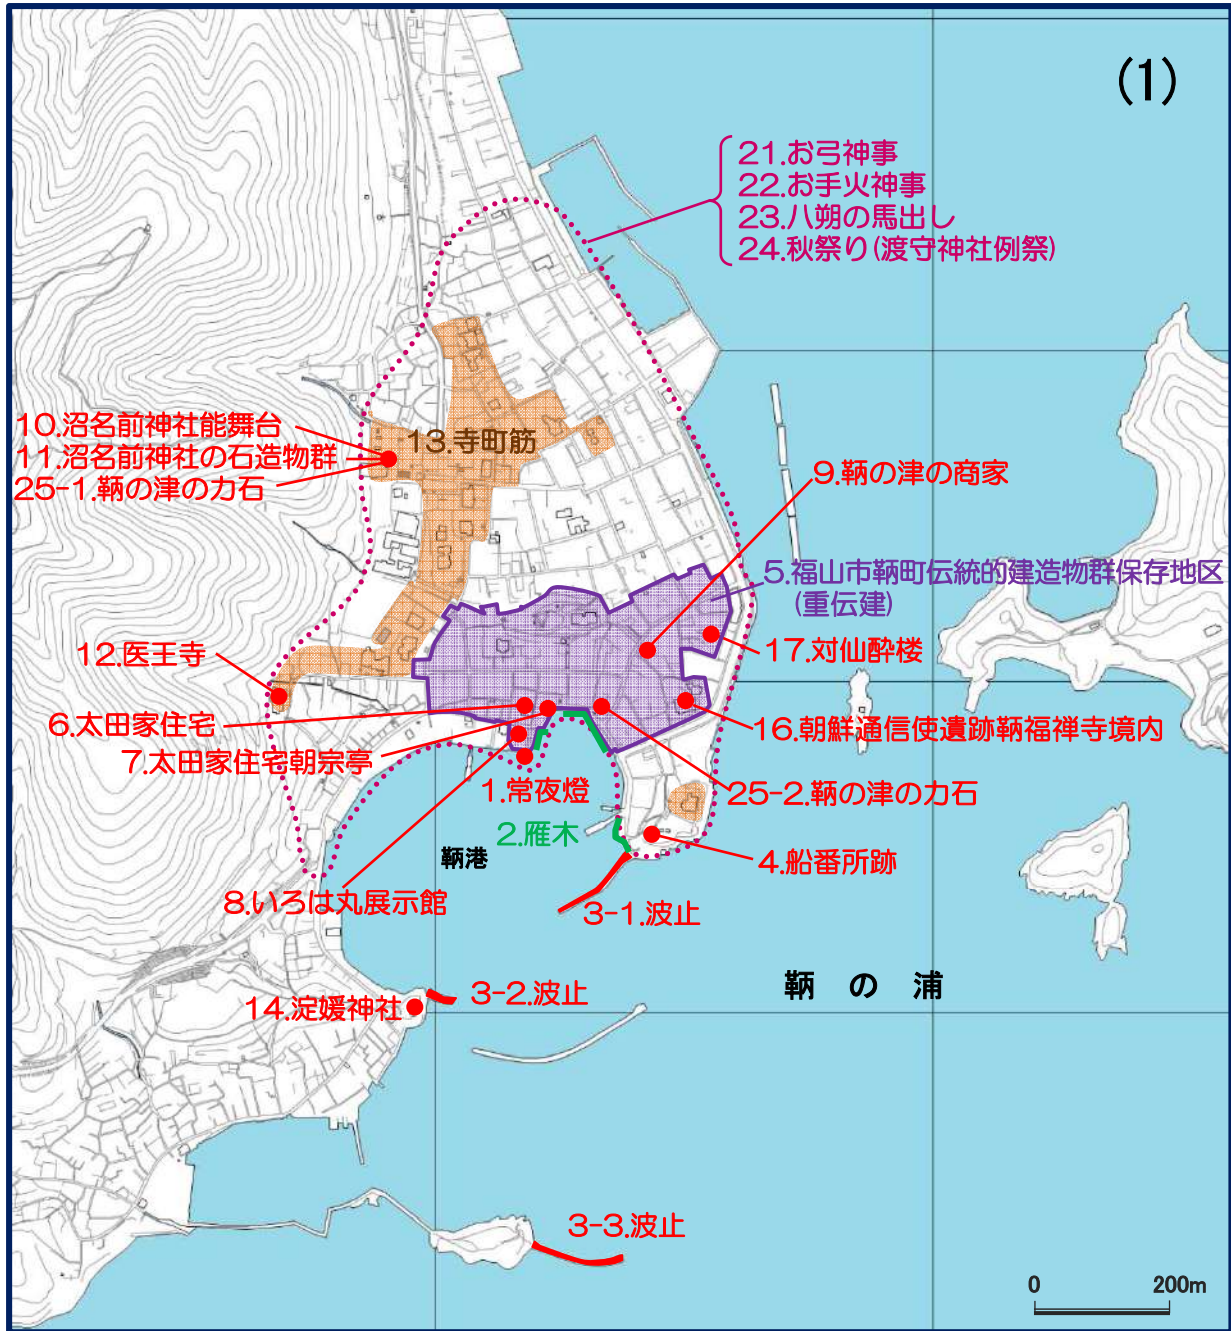 (1)
21.お弓神事
22.お手火神事
23.八朔の馬出し
24.秋祭り(渡守神社例祭)
10.沼名前神社能舞台
11.沼名前神社の石造物群
25-1.鞆の津の力石
13.寺町筋
9.鞆の津の商家
5.福山市鞆町伝統的建造物群保存地区
(重伝建)
12.医王寺
17.対仙酔楼
6.太田家住宅
16.朝鮮通信使遺跡鞆福禅寺境内
7.太田家住宅朝宗亭
1.常夜燈
25-2.鞆の津の力石
2.雁木
鞆港
4.船番所跡
8.いろは丸展示館
3-1.波止
鞆の浦
3-2.波止
14.淀媛神社
3-3.波止
0 200m